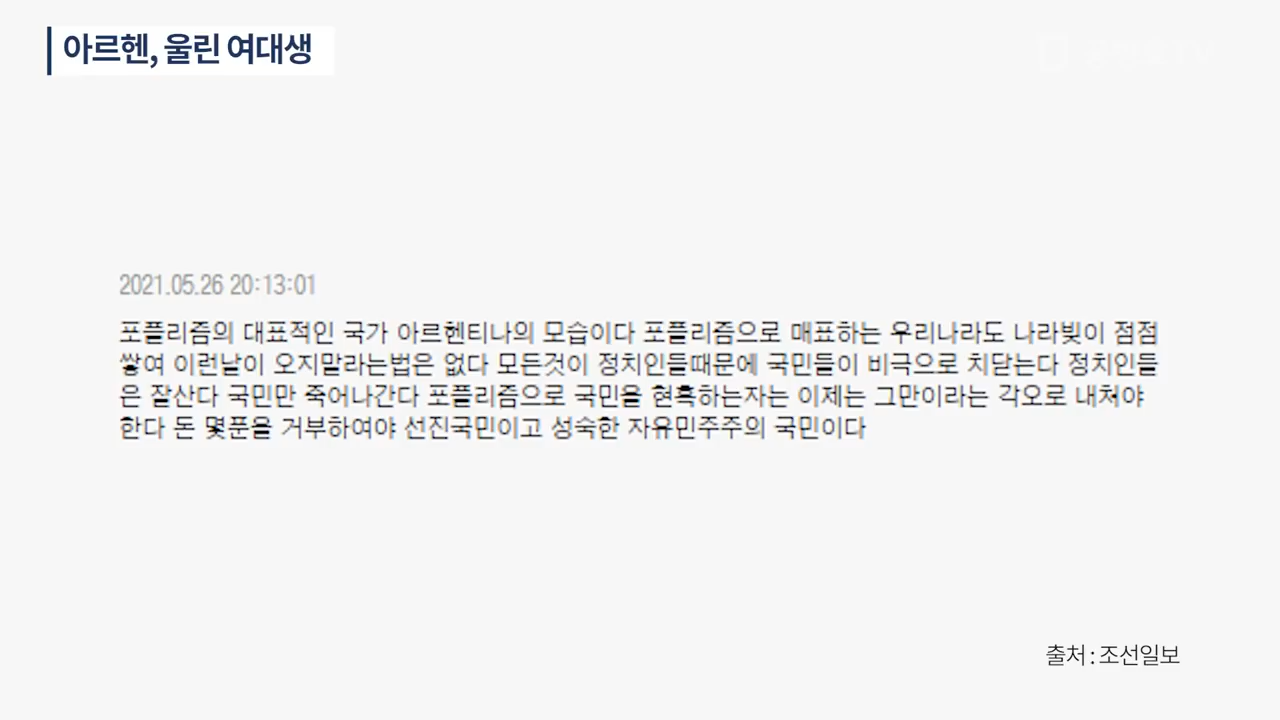 아르헨, 울린 여대생
2021.05.26 20:13:01
포플리즘의 대표적인 국가 아르헨티나의 모습이다 포플리즘으로 매표하는 우리나라도 나라빚이 점점
쌓여 이런날이 오지말라는법은 없다 모든것이 정치인들때문에 국민들이 비극으로 치닫는다 정치인들
은 잘산다 국민만 죽어나간다 포플리즘으로 국민을 현혹하는자는 이제는 그만이라는 각오로 내쳐야
한다 돈 몇푼을 거부하여야 선진국민이고 성숙한 자유민주주의 국민이다
출처 : 조선일보